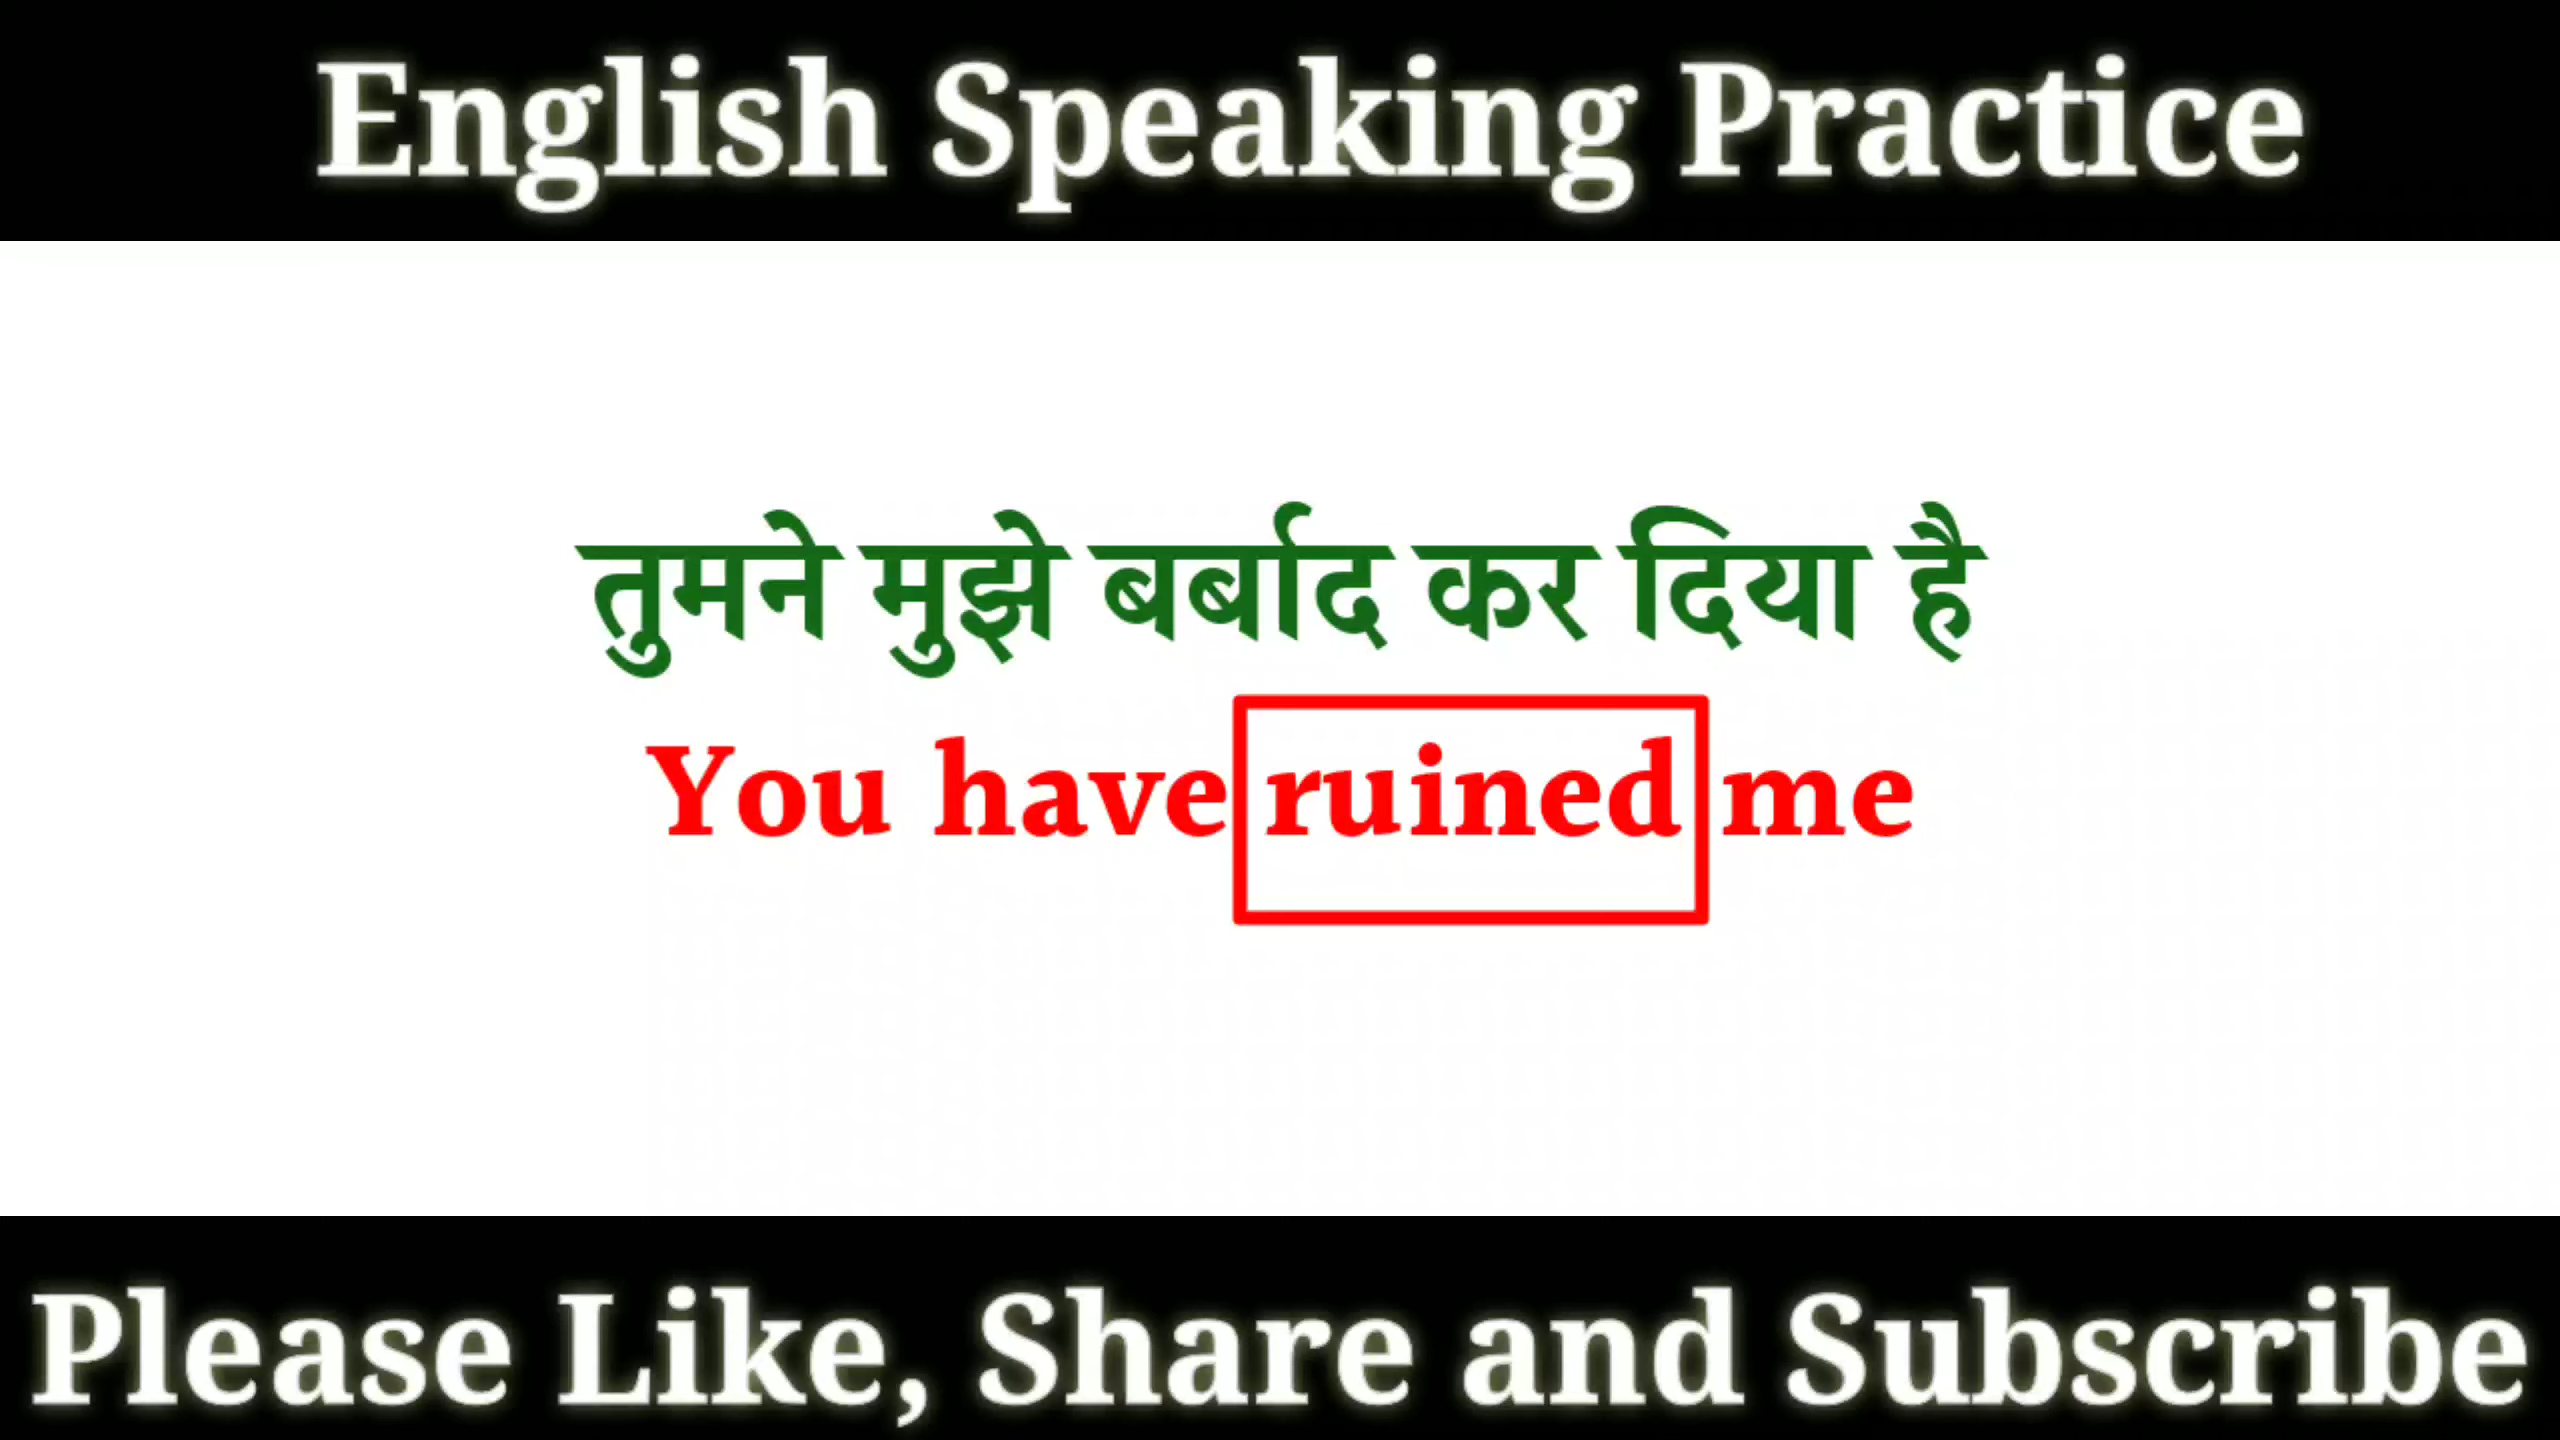 English Speaking Practice
तुमने मुझे बर्बाद कर दिया है
You have ruined me
Please Like, Share and Subscribe